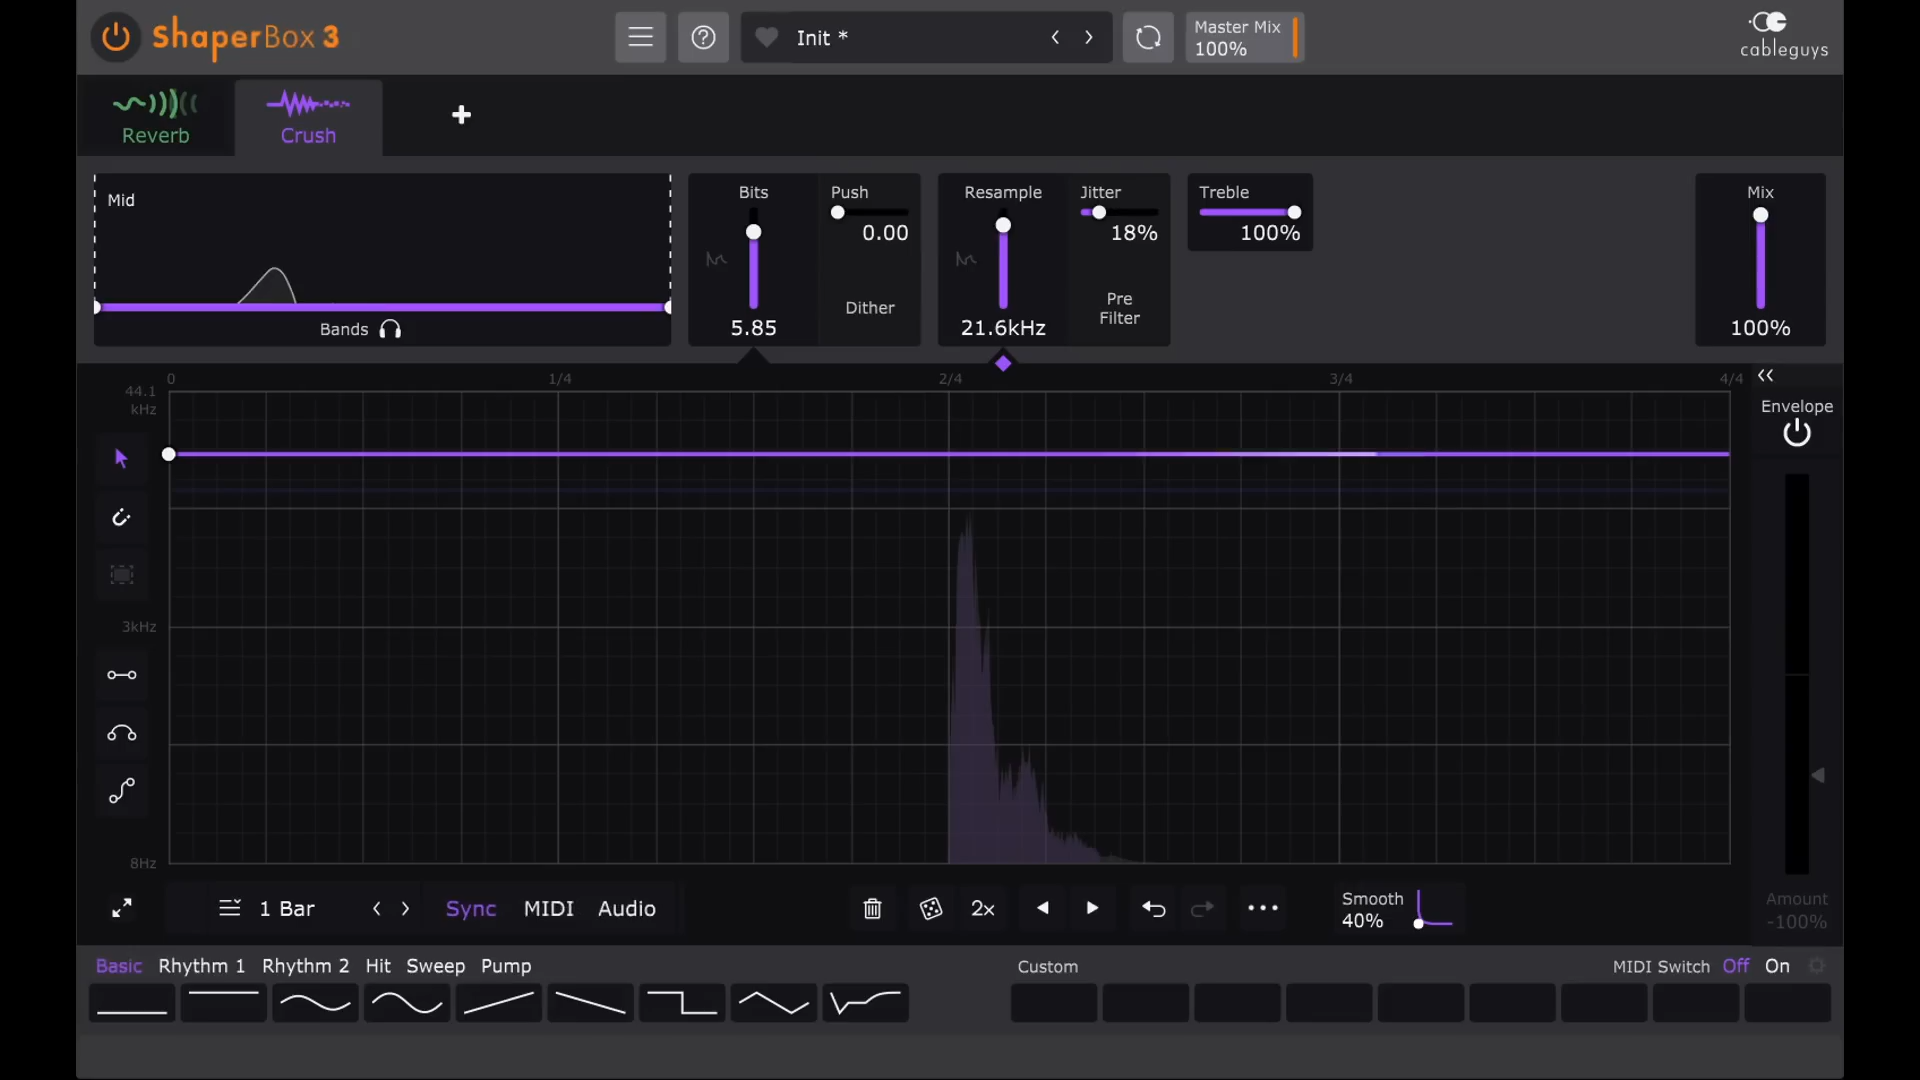 ShaperBox 3
Init *
Master Mix
100%
cableguys
Reverb
Crush
Mid
Bands
Bits
5.85
Push
0.00
Dither
Resample
21.6kHz
Jitter
18%
Pre
Filter
Treble
100%
Mix
100%
0
1/4
2/4
3/4
4/4
44.1
kHz
3kHz
8Hz
Envelope
Amount
-100%
1 Bar
Sync
MIDI
Audio
2x
Smooth
40%
Basic
Rhythm 1
Rhythm 2
Hit
Sweep
Pump
Custom
MIDI Switch
Off
On